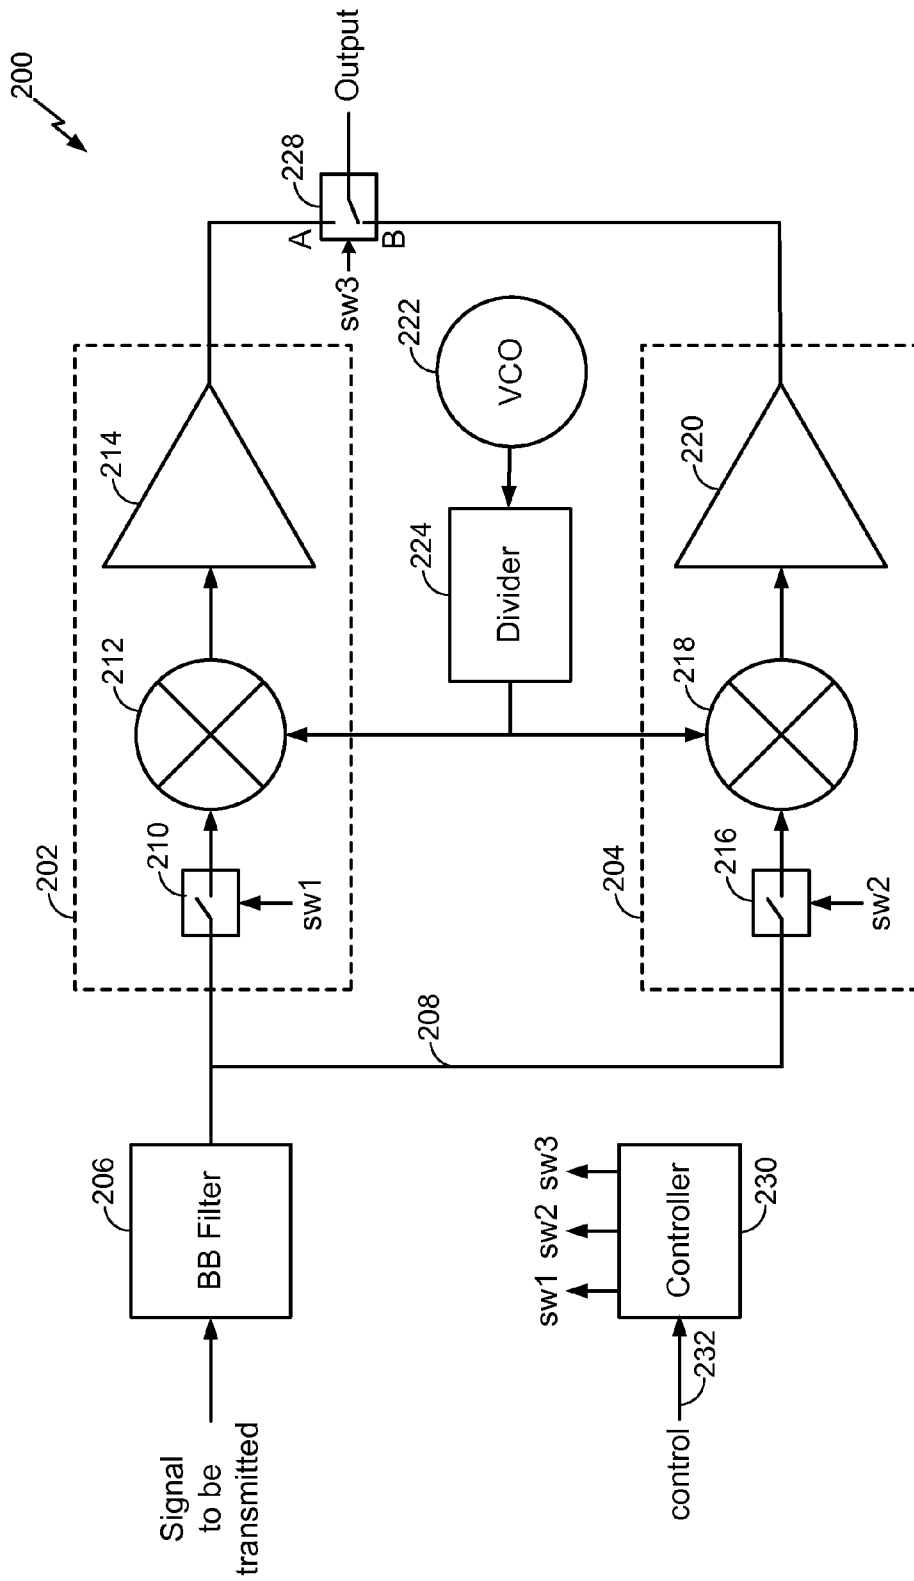 200
202
210
212
214
sw1
206
BB Filter
Signal
to be
transmitted
208
224
Divider
222
VCO
A
228
sw3
B
Output
204
216
218
220
sw2
sw1
sw2
sw3
Controller
230
control
232